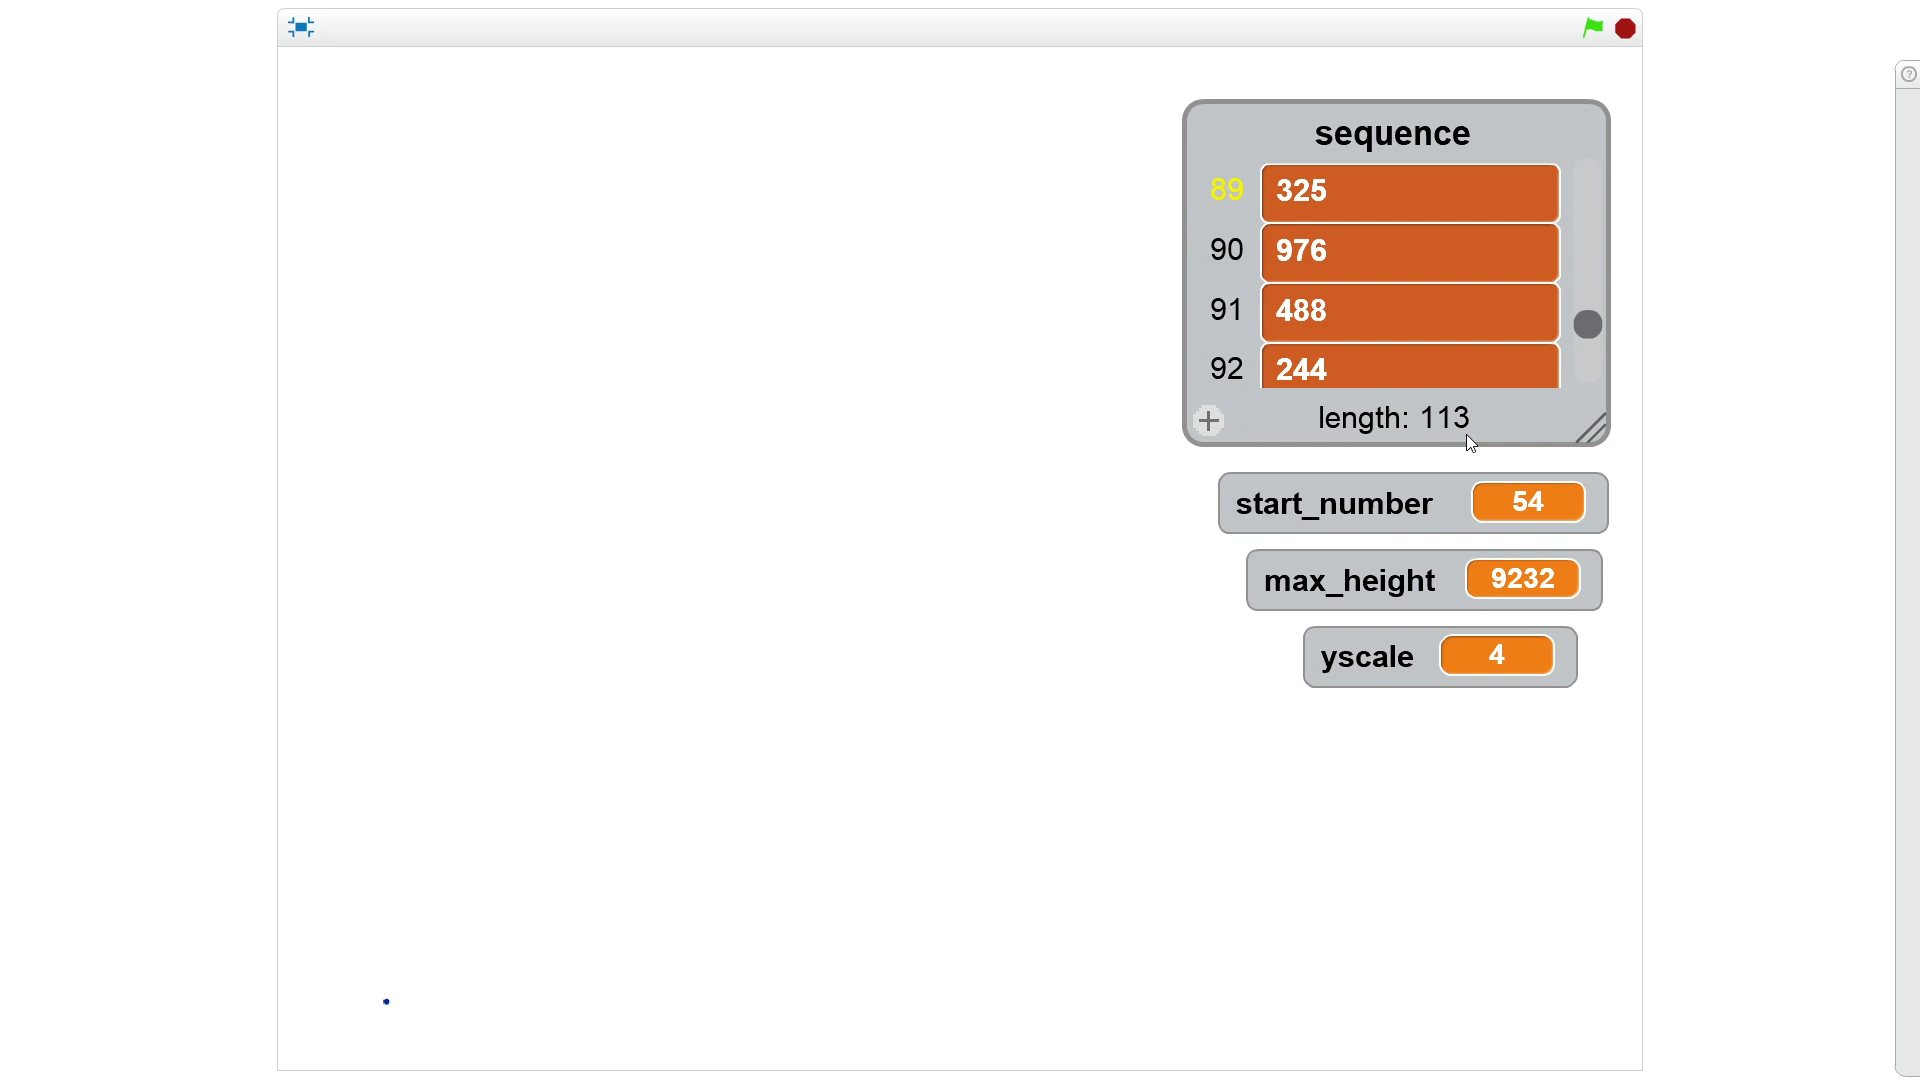 sequence
89 325
90 976
91 488
92 244
length: 113
start_number 54
max_height 9232
yscale 4